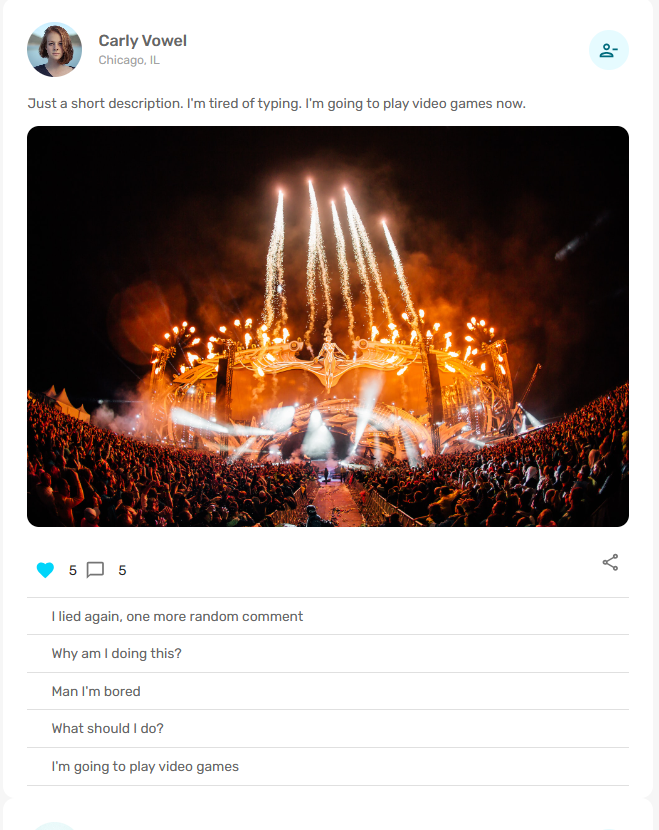 Carly Vowel
Chicago, IL
Just a short description. I'm tired of typing. I'm going to play video games now.
5 5
I lied again, one more random comment
Why am I doing this?
Man I'm bored
What should I do?
I'm going to play video games